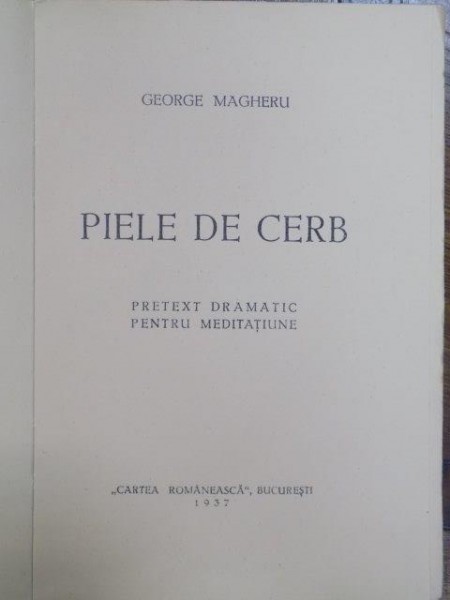 GEORGE MAGHERU
PIELE DE CERB
PRETEXT DRAMATIC
PENTRU MEDITAȚIUNE
„CARTEA ROMÂNEASCĂ“, BUCUREȘTI
1937